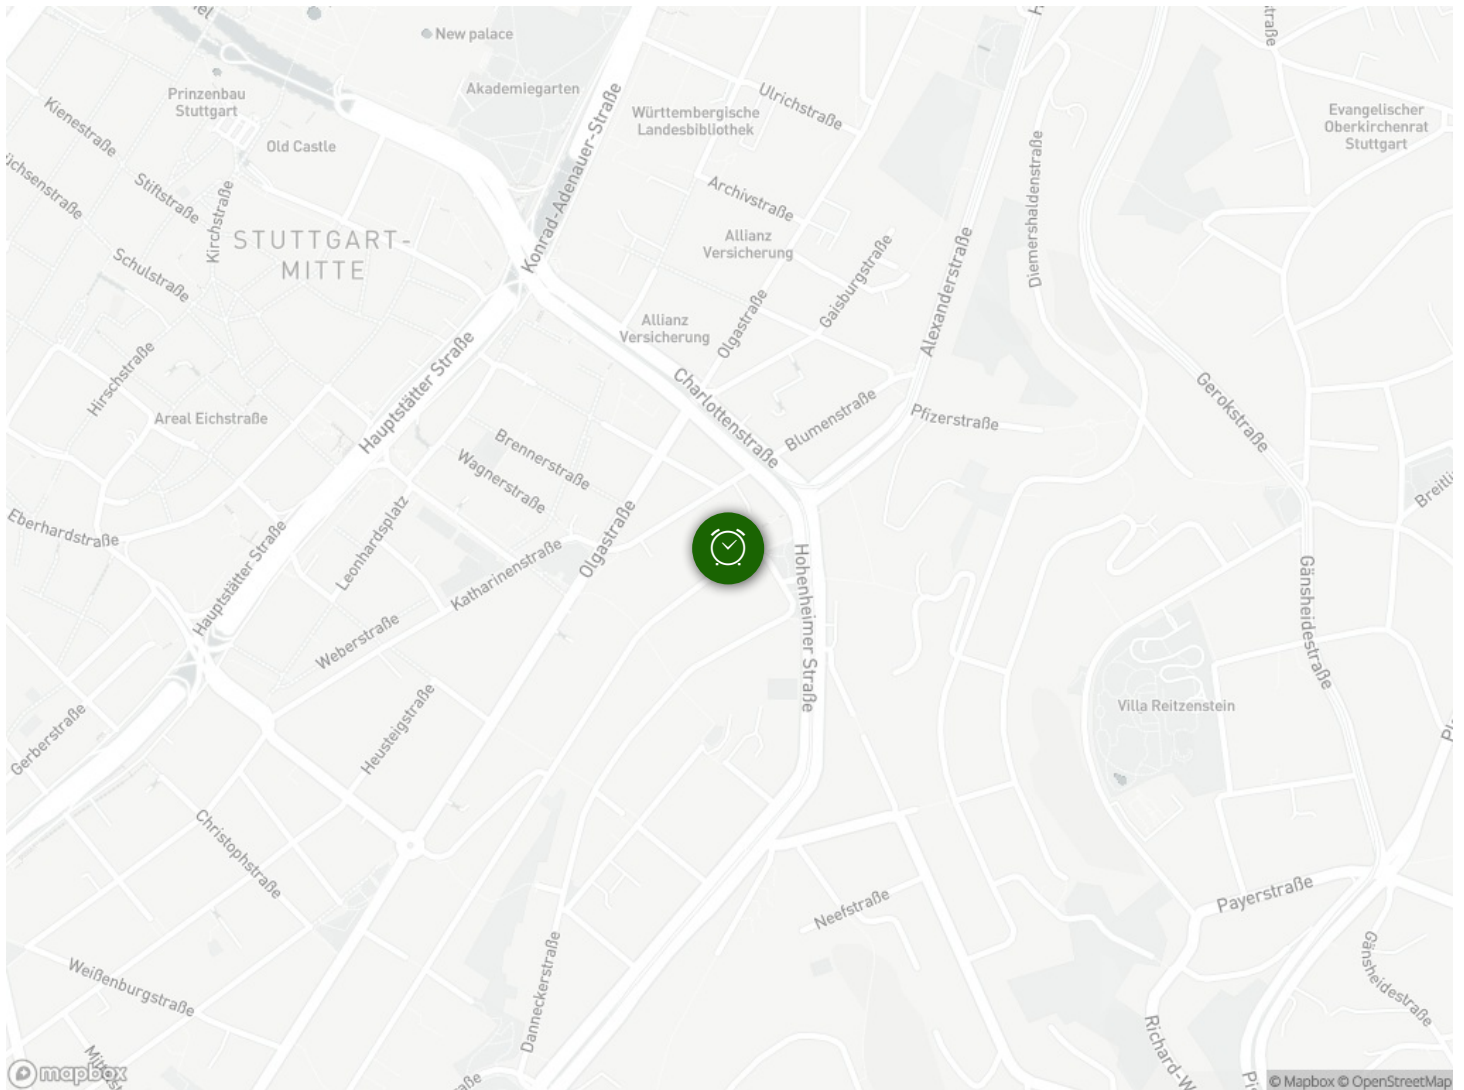 New palace
Akademiegarten
Prinzenbau
Stuttgart
Old Castle
Kienestraße
Stiftstraße
Kirchstraße
Schulstraße
STUTTGART-
MITTE
Konrad-Adenauer-Straße
Württembergische
Landesbibliothek
Ulrichstraße
Archivstraße
Allianz
Versicherung
Gaisburgstraße
Olgastraße
Allianz
Versicherung
Alexanderstraße
Diemershaldenstraße
Evangelischer
Oberkirchenrat
Stuttgart
Hirschstraße
Areal Eichstraße
Hauptstätter Straße
Charlottenstraße
Blumenstraße
Pfizerstraße
Gerokstraße
Brennerstraße
Wagnerstraße
Leonhardsplatz
Eberhardstraße
Hauptstätter Straße
Olgastraße
Katharinenstraße
Weberstraße
Hohenheimer Straße
Gänsheidestraße
Villa Reitzenstein
Gerberstraße
Heusteigstraße
Christophstraße
Neefstraße
Payerstraße
Weißenburgstraße
Danneckerstraße
Gänsheidestraße
Richard-W
mapbox
© Mapbox © OpenStreetMap